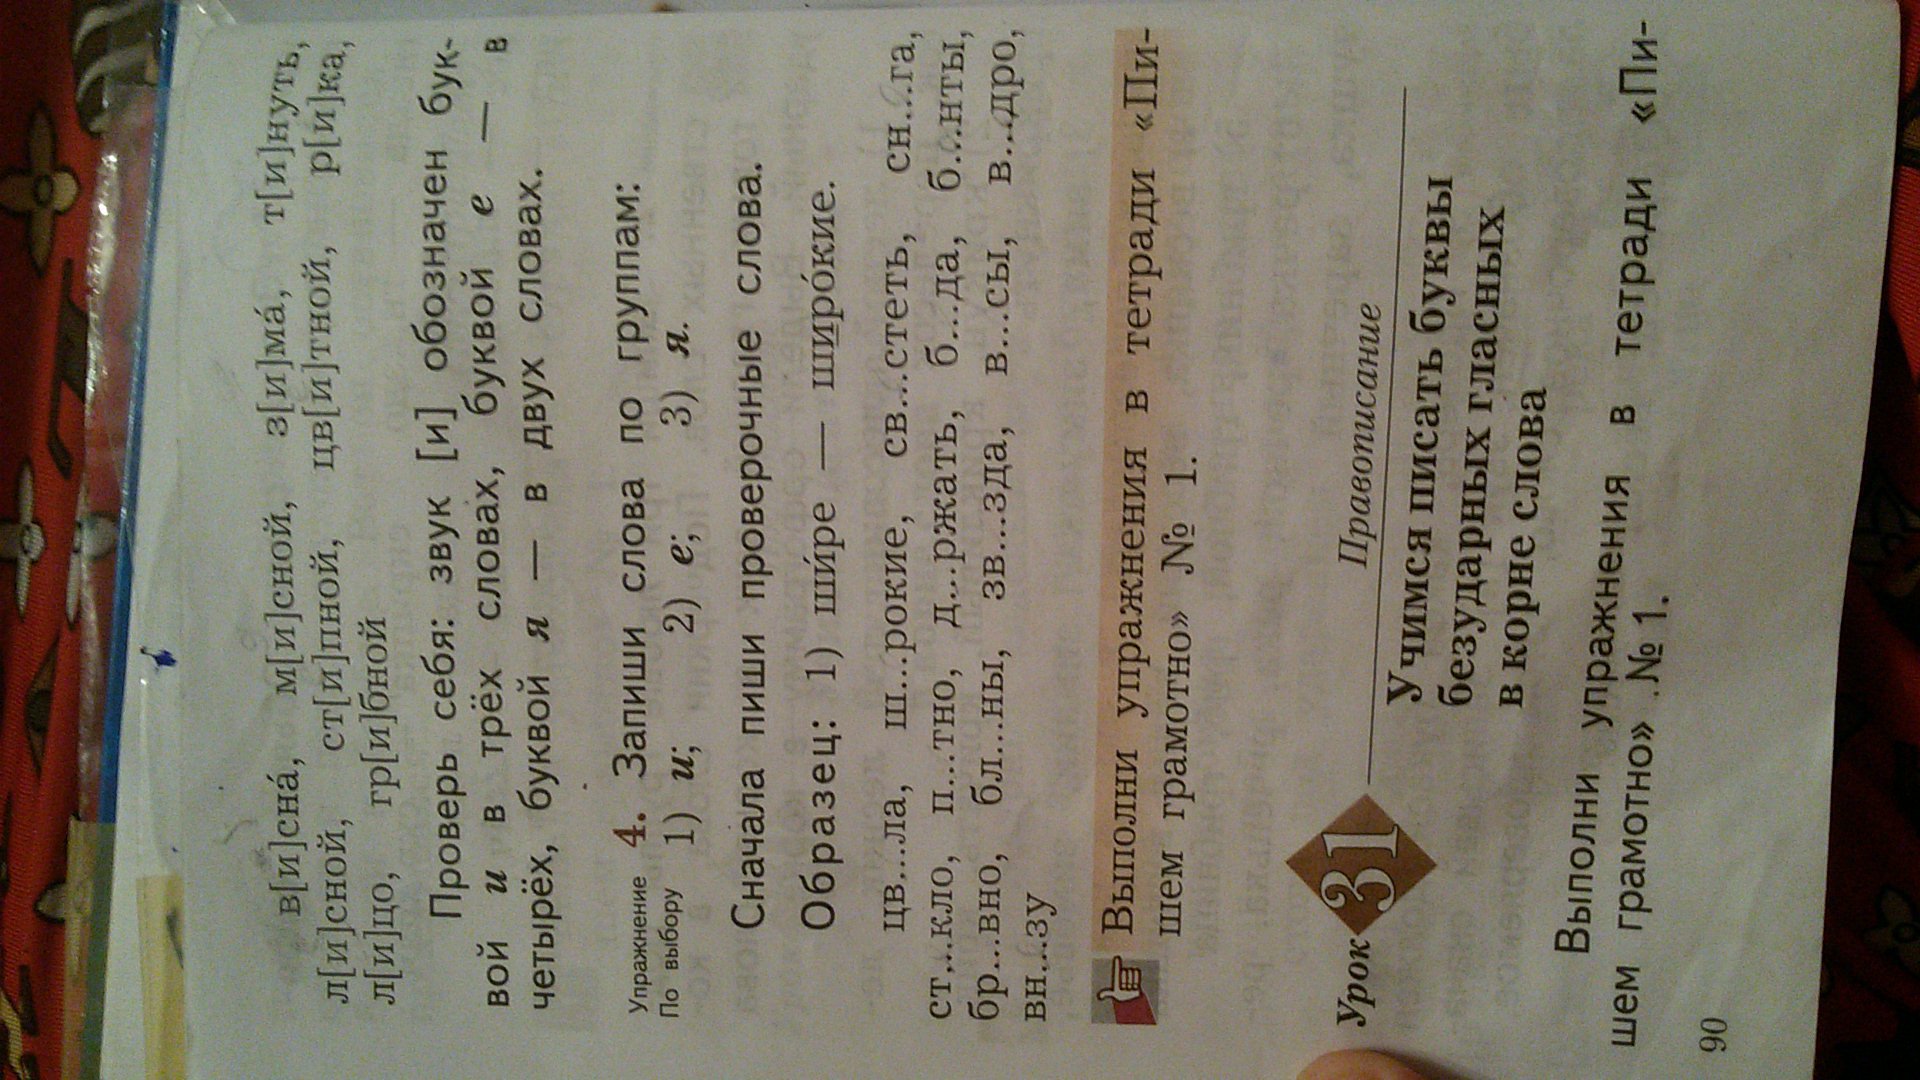 в[и]сна́, м[и]сной, з[и]ма́, т[и]нуть,
л[и]сной, ст[и]пной, цв[и]тной, р[и]ка,
л[и]цо, гр[и]бной
Проверь себя: звук [и] обозначен бук-
вой и в трёх словах, буквой е — в
четырёх, буквой я — в двух словах.
Упражнение 4. Запиши слова по группам:
По выбору 1) и; 2) е; 3) я.
Сначала пиши проверочные слова.
Образец: 1) ши́ре — широ́кие.
цв...ла, ш...рокие, св...стеть, сн...га,
ст...кло, п...тно, д...ржать, б...да, б...нты,
бр...вно, бл...ны, зв...зда, в...сы, в...дро,
вн...зу
Выполни упражнения в тетради «Пи-
шем грамотно» № 1.
Правописание
Урок 31
Учимся писать буквы
безударных гласных
в корне слова
Выполни упражнения в тетради «Пи-
шем грамотно» № 1.
90